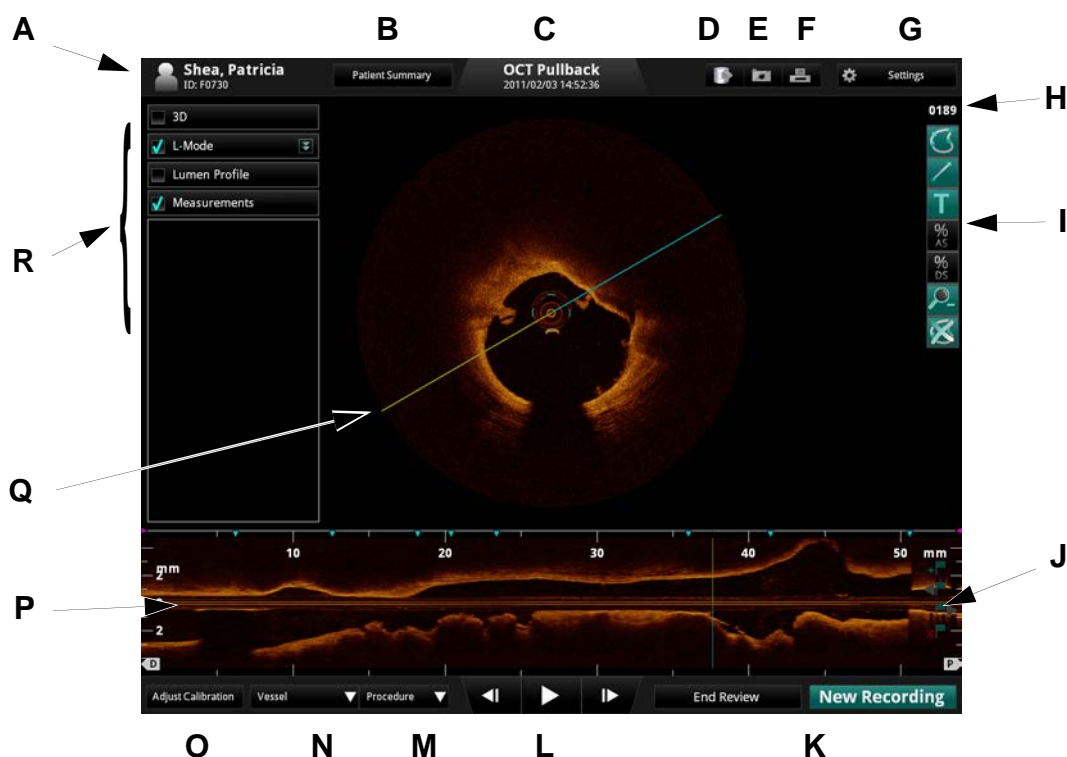 A B C D E F G
Shea, Patricia
ID: F0730
Patient Summary
OCT Pullback
2011/02/03 14:52:36
Settings
H
0189
3D
L-Mode
Lumen Profile
Measurements
T
% AS
% DS
I
R
Q
10 20 30 40 50 mm
mm
2
2
J
P
D P
Adjust Calibration Vessel Procedure End Review New Recording
O N M L K